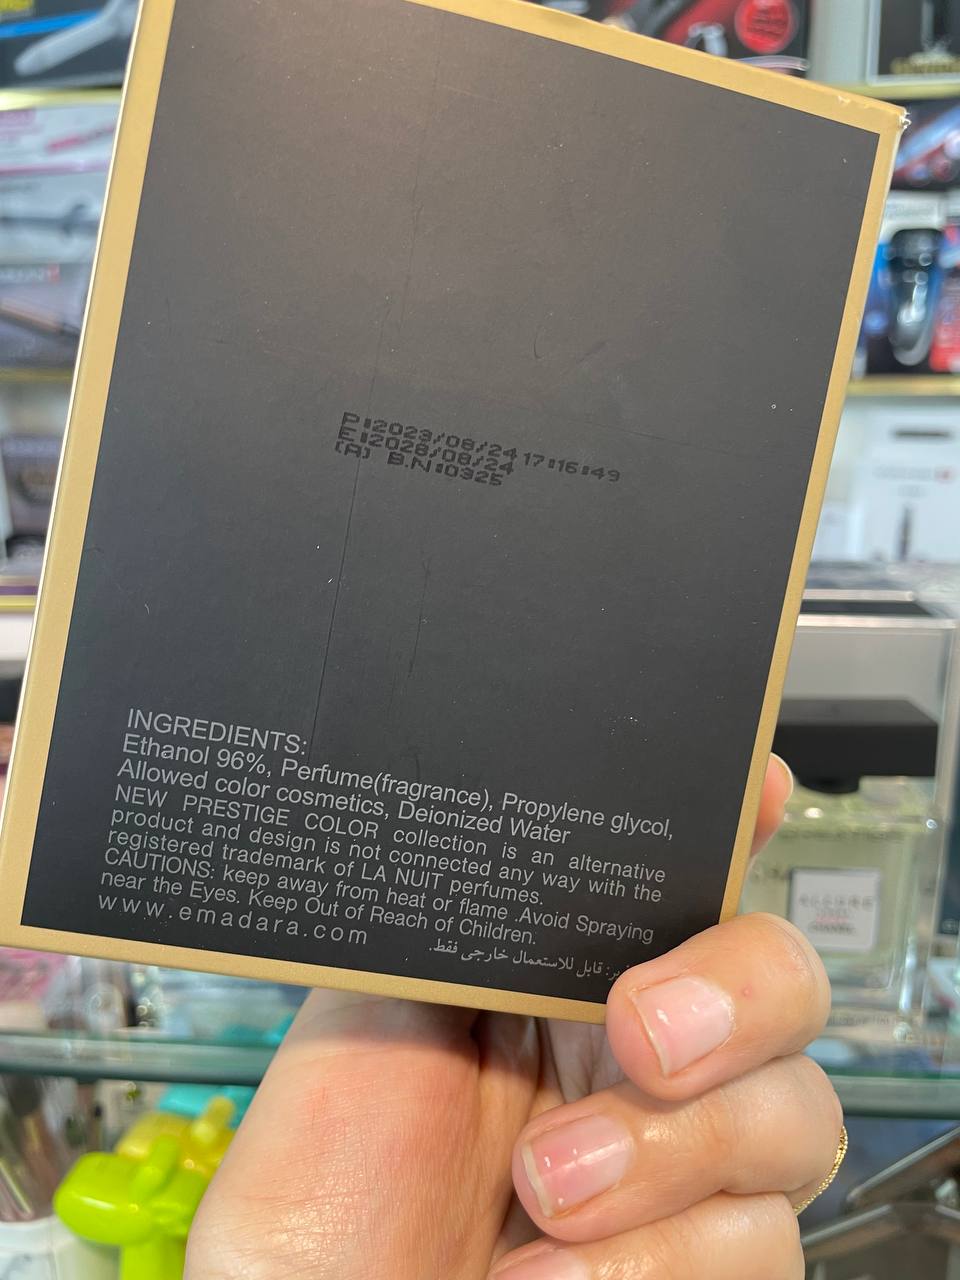 P:2023/08/24 17:16:49
E:2028/08/24
(A) B.N:0325
INGREDIENTS:
Ethanol 96%, Perfume(fragrance), Propylene glycol,
Allowed color cosmetics, Deionized Water
NEW PRESTIGE COLOR collection is an alternative
product and design is not connected any way with the
registered trademark of LA NUIT perfumes.
CAUTIONS: keep away from heat or flame .Avoid Spraying
near the Eyes. Keep Out of Reach of Children.
www.emadara.com
قابل للاستعمال خارجي فقط.
ALLURE
CHANEL